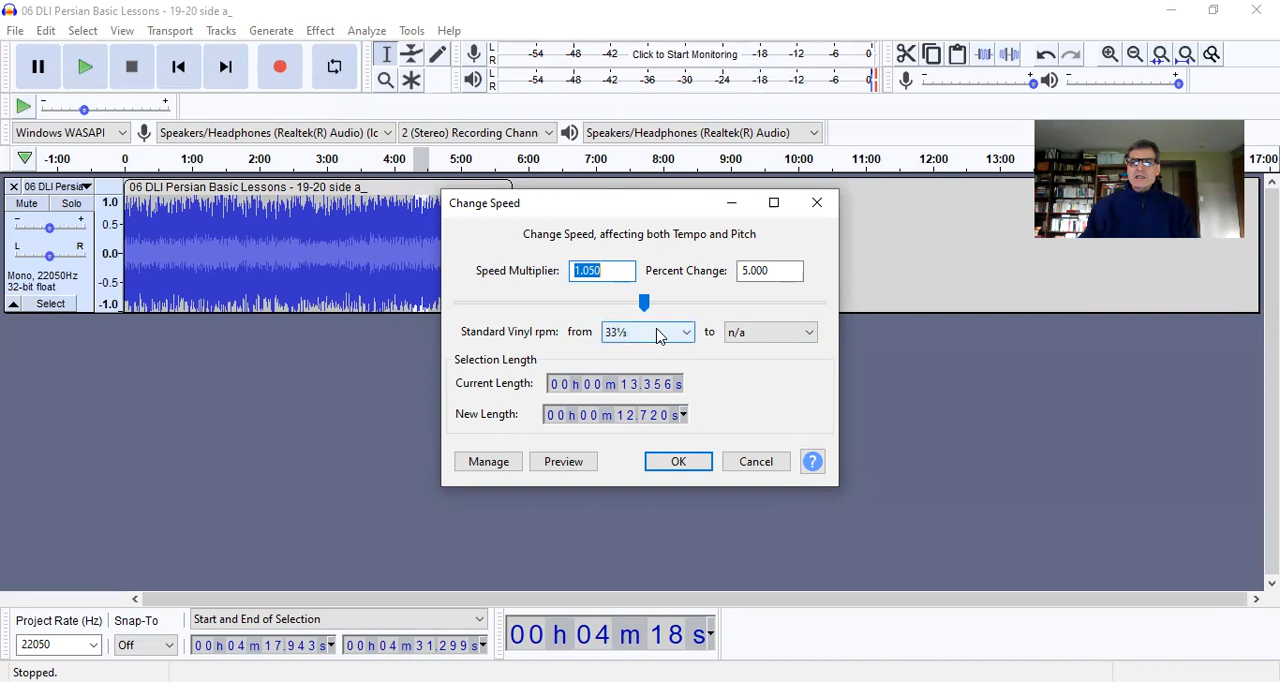 06 DLI Persian Basic Lessons - 19-20 side a_
File Edit Select View Transport Tracks Generate Effect Analyze Tools Help
L
R
-54 -48 -42 Click to Start Monitoring -18 -12 -6 0
L
R
-54 -48 -42 -36 -30 -24 -18 -12 -6 0
Windows WASAPI
Speakers/Headphones (Realtek(R) Audio) (lc
2 (Stereo) Recording Chann
Speakers/Headphones (Realtek(R) Audio)
-1:00 0 1:00 2:00 3:00 4:00 5:00 6:00 7:00 8:00 9:00 10:00 11:00 12:00 13:00 17:00
06 DLI Persia
06 DLI Persian Basic Lessons - 19-20 side a_
Mute Solo
L R
Mono, 22050Hz
32-bit float
Select
1.0
0.5-
0.0-
-0.5-
-1.0
Change Speed
Change Speed, affecting both Tempo and Pitch
Speed Multiplier: 1.050 Percent Change: 5.000
Standard Vinyl rpm: from 33⅓ to n/a
Selection Length
Current Length: 00h00m13.356s
New Length: 00h00m12.720s
Manage Preview OK Cancel ?
Project Rate (Hz) Snap-To Start and End of Selection
22050 Off 00h04m17.943s 00h04m31.299s
00h04m18s
Stopped.